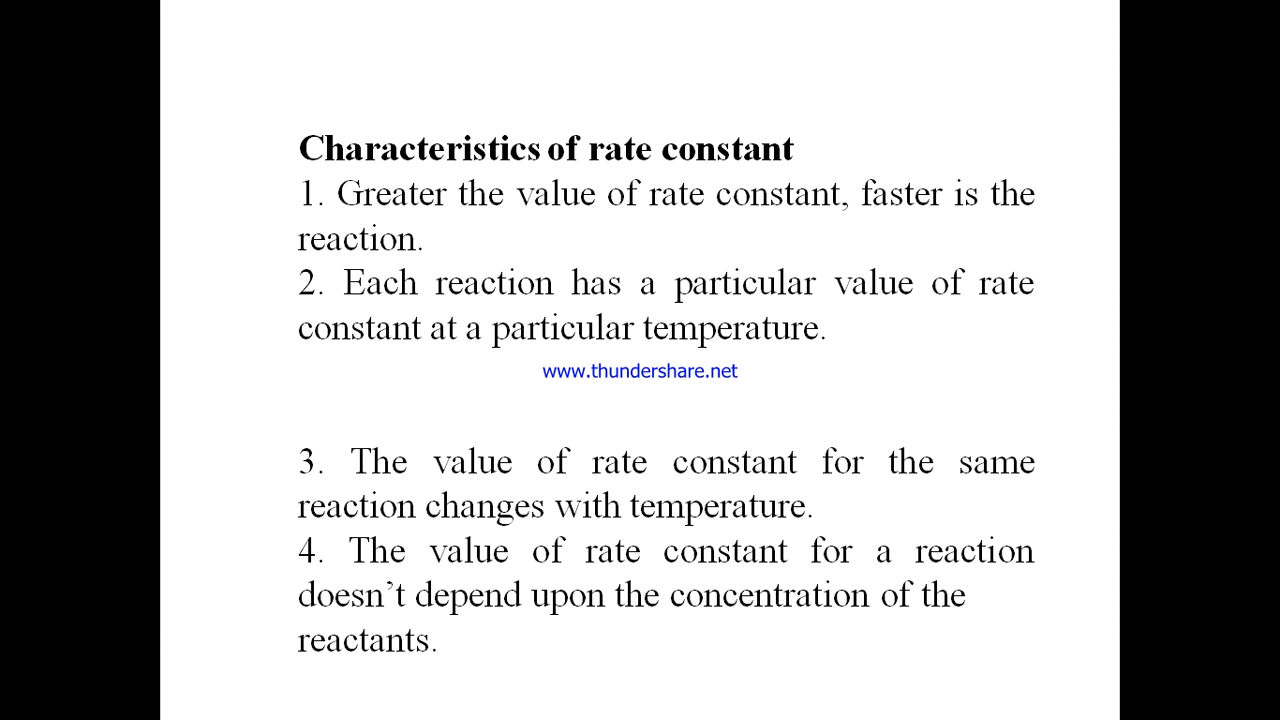 Characteristics of rate constant
1. Greater the value of rate constant, faster is the
reaction.
2. Each reaction has a particular value of rate
constant at a particular temperature.
www.thundershare.net
3. The value of rate constant for the same
reaction changes with temperature.
4. The value of rate constant for a reaction
doesn’t depend upon the concentration of the
reactants.